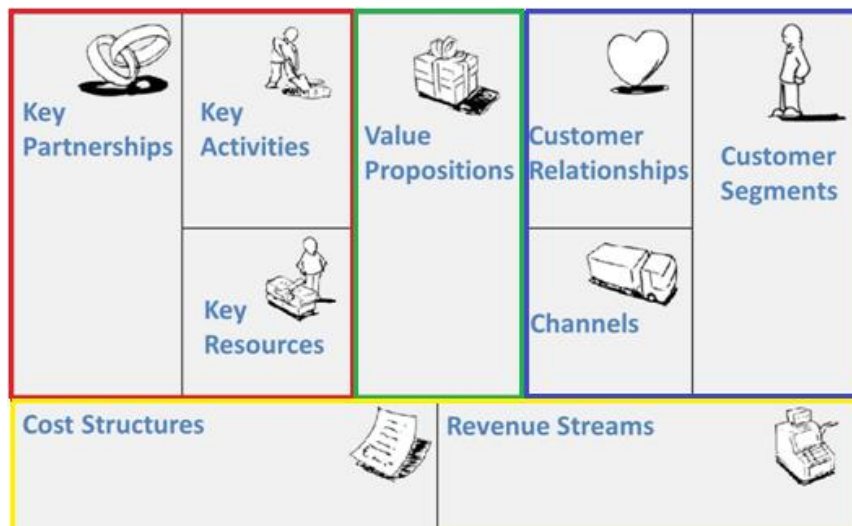 Key
Partnerships
Key
Activities
Key
Resources
Value
Propositions
Customer
Relationships
Channels
Customer
Segments
Cost Structures
Revenue Streams